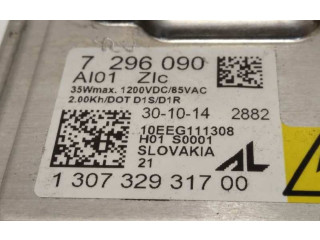 7 296 090
AI01 ZIc
35Wmax. 1200VDC/85VAC
2.00Kh/DOT D1S/D1R
30-10-14 2882
10EEG111308
H01 S0001
SLOVAKIA
21
AL
1 307 329 317 00